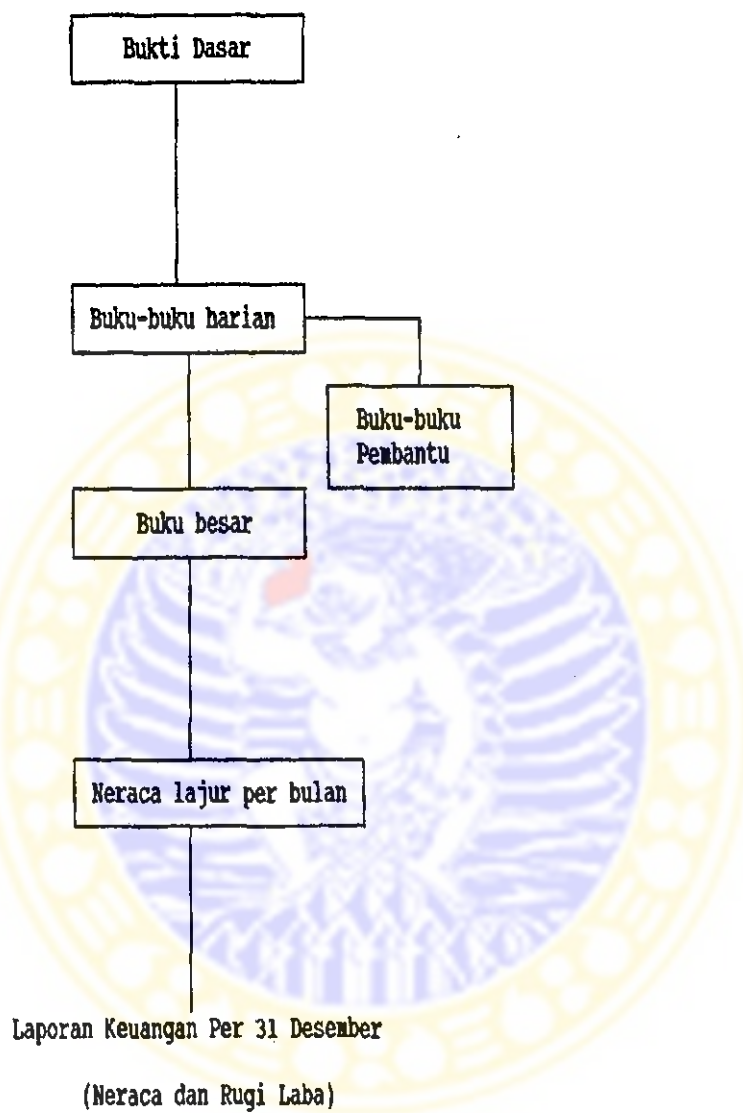 Bukti Dasar
Buku-buku harian
Buku-buku
Pembantu
Buku besar
Neraca lajur per bulan
Laporan Keuangan Per 31 Desember
(Neraca dan Rugi Laba)